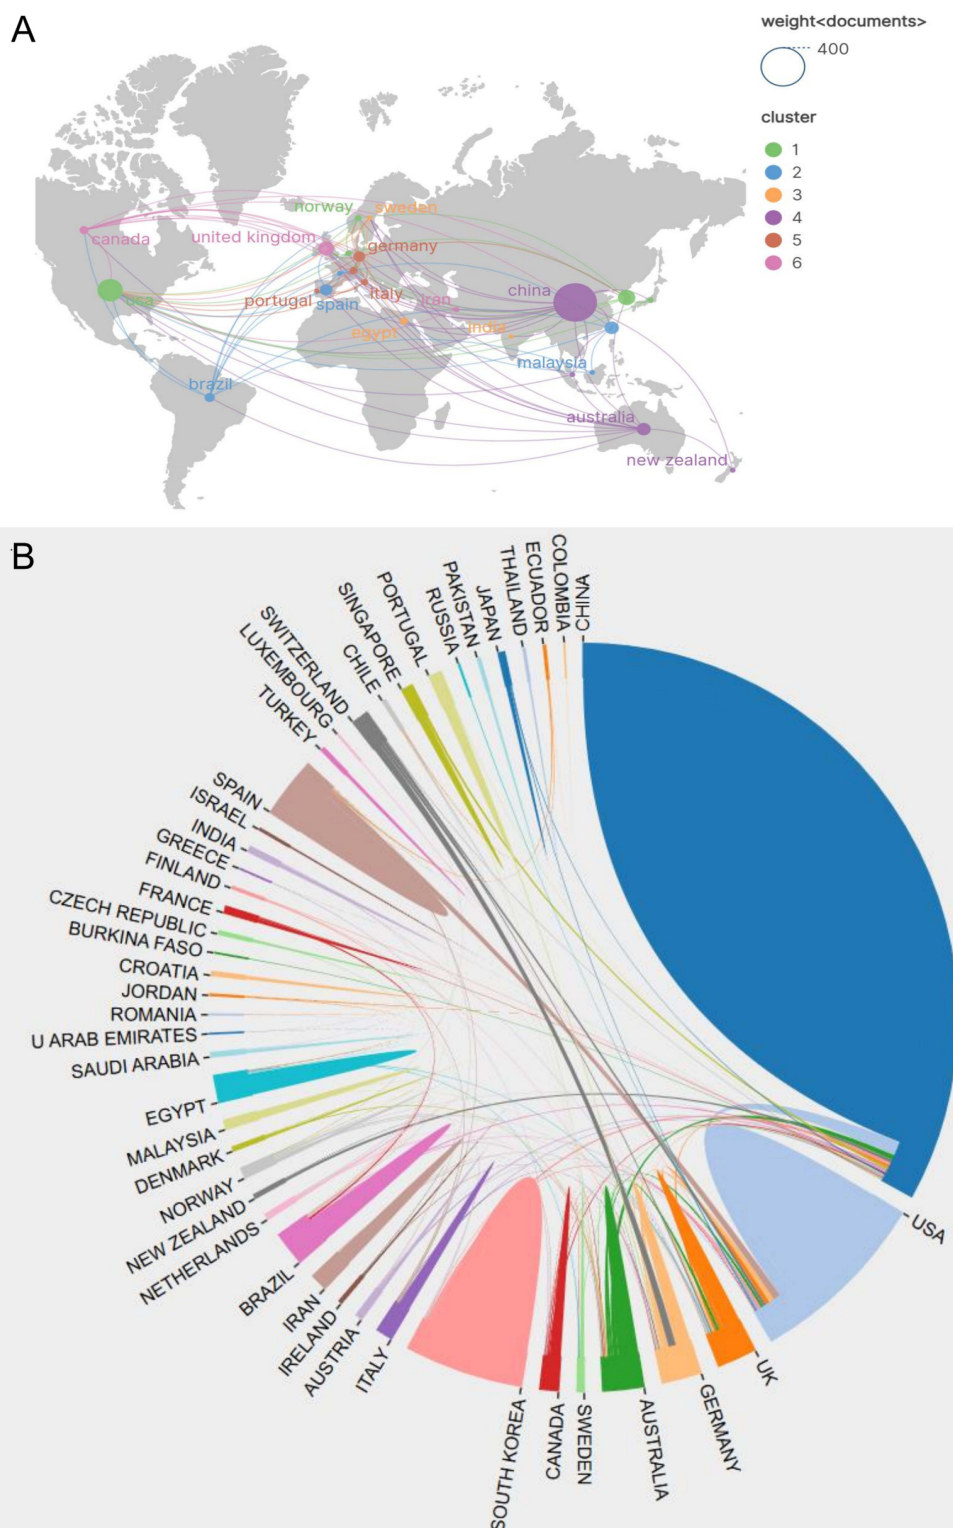 A
weight<documents>
400
cluster
1
2
3
4
5
6
norway
sweden
canada
united kingdom
germany
usa
portugal
spain
italy
iran
china
egypt
india
malaysia
brazil
australia
new zealand
B
CHINA
COLOMBIA
ECUADOR
THAILAND
JAPAN
PAKISTAN
RUSSIA
PORTUGAL
SINGAPORE
CHILE
SWITZERLAND
LUXEMBOURG
TURKEY
SPAIN
ISRAEL
INDIA
GREECE
FINLAND
FRANCE
CZECH REPUBLIC
BURKINA FASO
CROATIA
JORDAN
ROMANIA
U ARAB EMIRATES
SAUDI ARABIA
EGYPT
MALAYSIA
DENMARK
NORWAY
NEW ZEALAND
NETHERLANDS
BRAZIL
IRAN
IRELAND
AUSTRIA
ITALY
SOUTH KOREA
CANADA
SWEDEN
AUSTRALIA
GERMANY
UK
USA